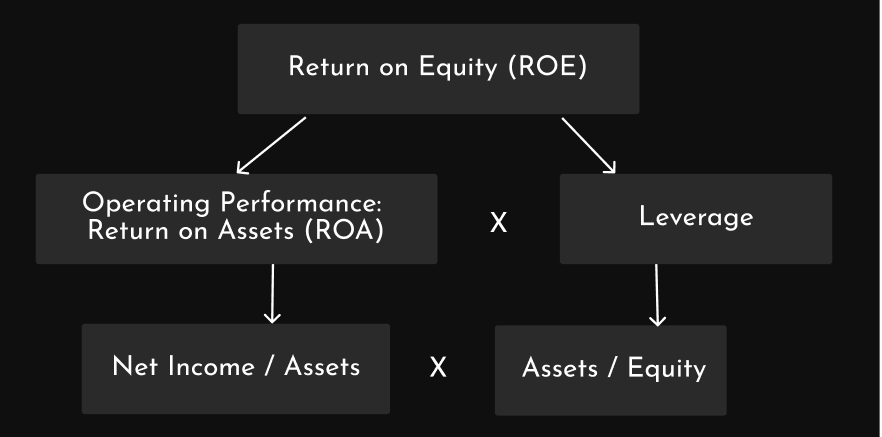 Return on Equity (ROE)
Operating Performance:
Return on Assets (ROA)
X
Leverage
Net Income / Assets
X
Assets / Equity